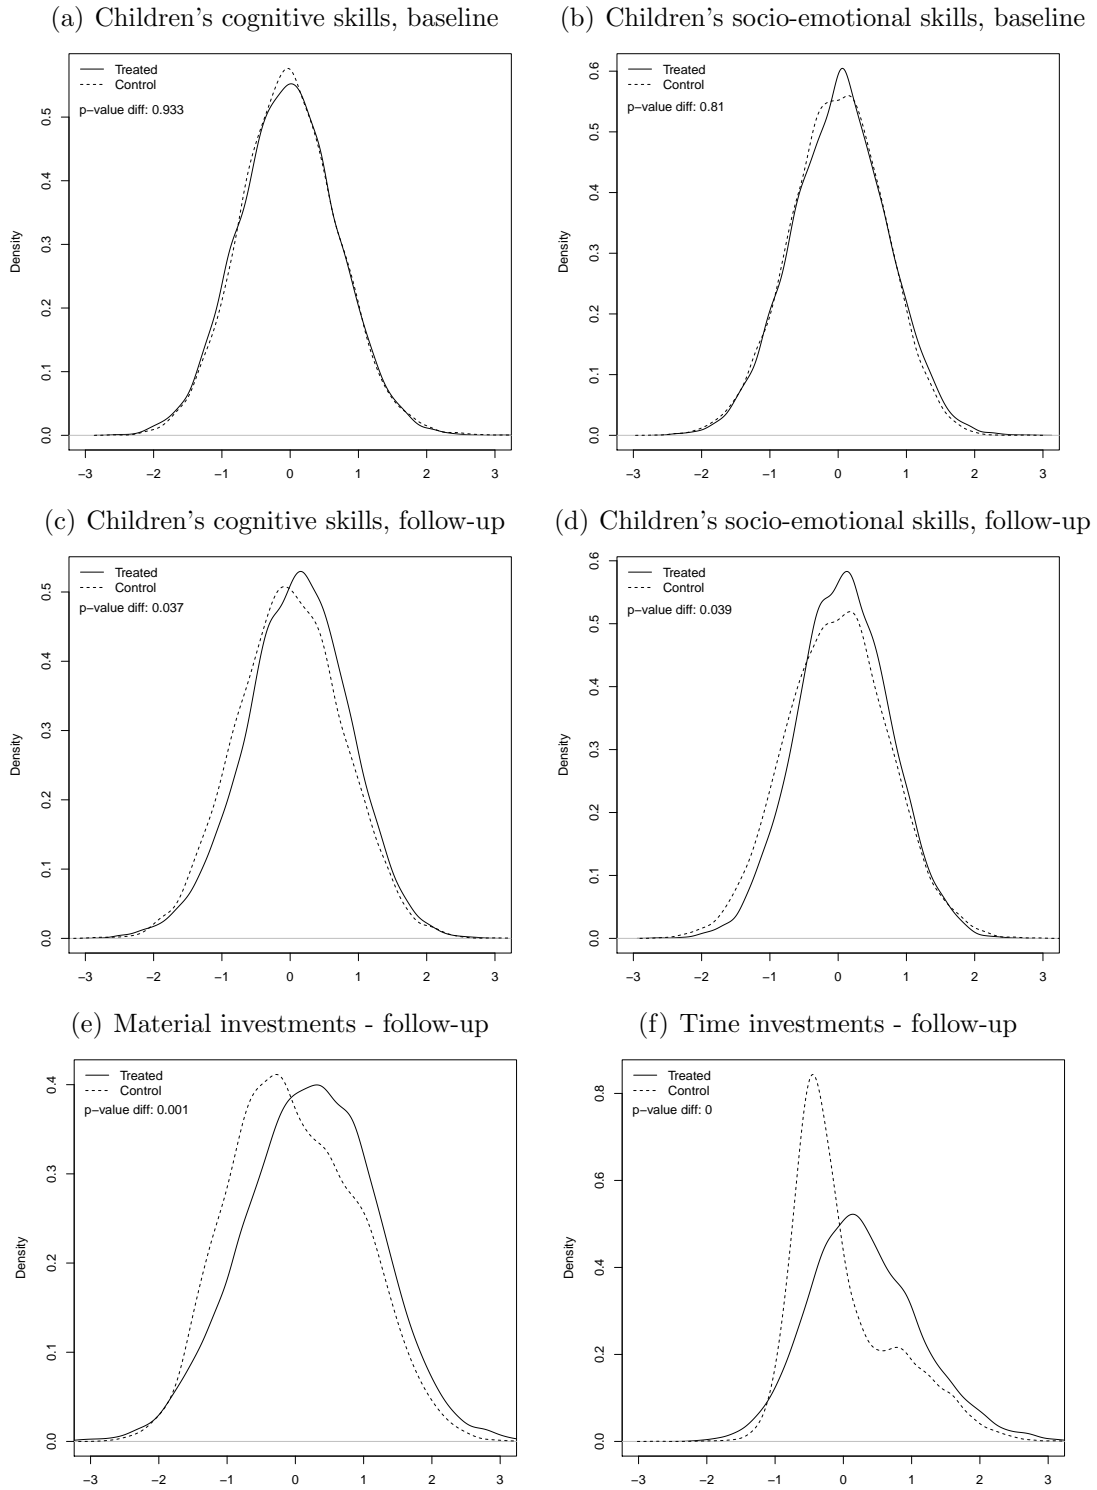 (a) Children's cognitive skills, baseline
Treated
Control
p-value diff: 0.933
Density
0.0 0.1 0.2 0.3 0.4 0.5
-3 -2 -1 0 1 2 3
(b) Children's socio-emotional skills, baseline
Treated
Control
p-value diff: 0.81
Density
0.0 0.1 0.2 0.3 0.4 0.5 0.6
-3 -2 -1 0 1 2 3
(c) Children's cognitive skills, follow-up
Treated
Control
p-value diff: 0.037
Density
0.0 0.1 0.2 0.3 0.4 0.5
-3 -2 -1 0 1 2 3
(d) Children's socio-emotional skills, follow-up
Treated
Control
p-value diff: 0.039
Density
0.0 0.1 0.2 0.3 0.4 0.5 0.6
-3 -2 -1 0 1 2 3
(e) Material investments - follow-up
Treated
Control
p-value diff: 0.001
Density
0.0 0.1 0.2 0.3 0.4
-3 -2 -1 0 1 2 3
(f) Time investments - follow-up
Treated
Control
p-value diff: 0
Density
0.0 0.2 0.4 0.6 0.8
-3 -2 -1 0 1 2 3